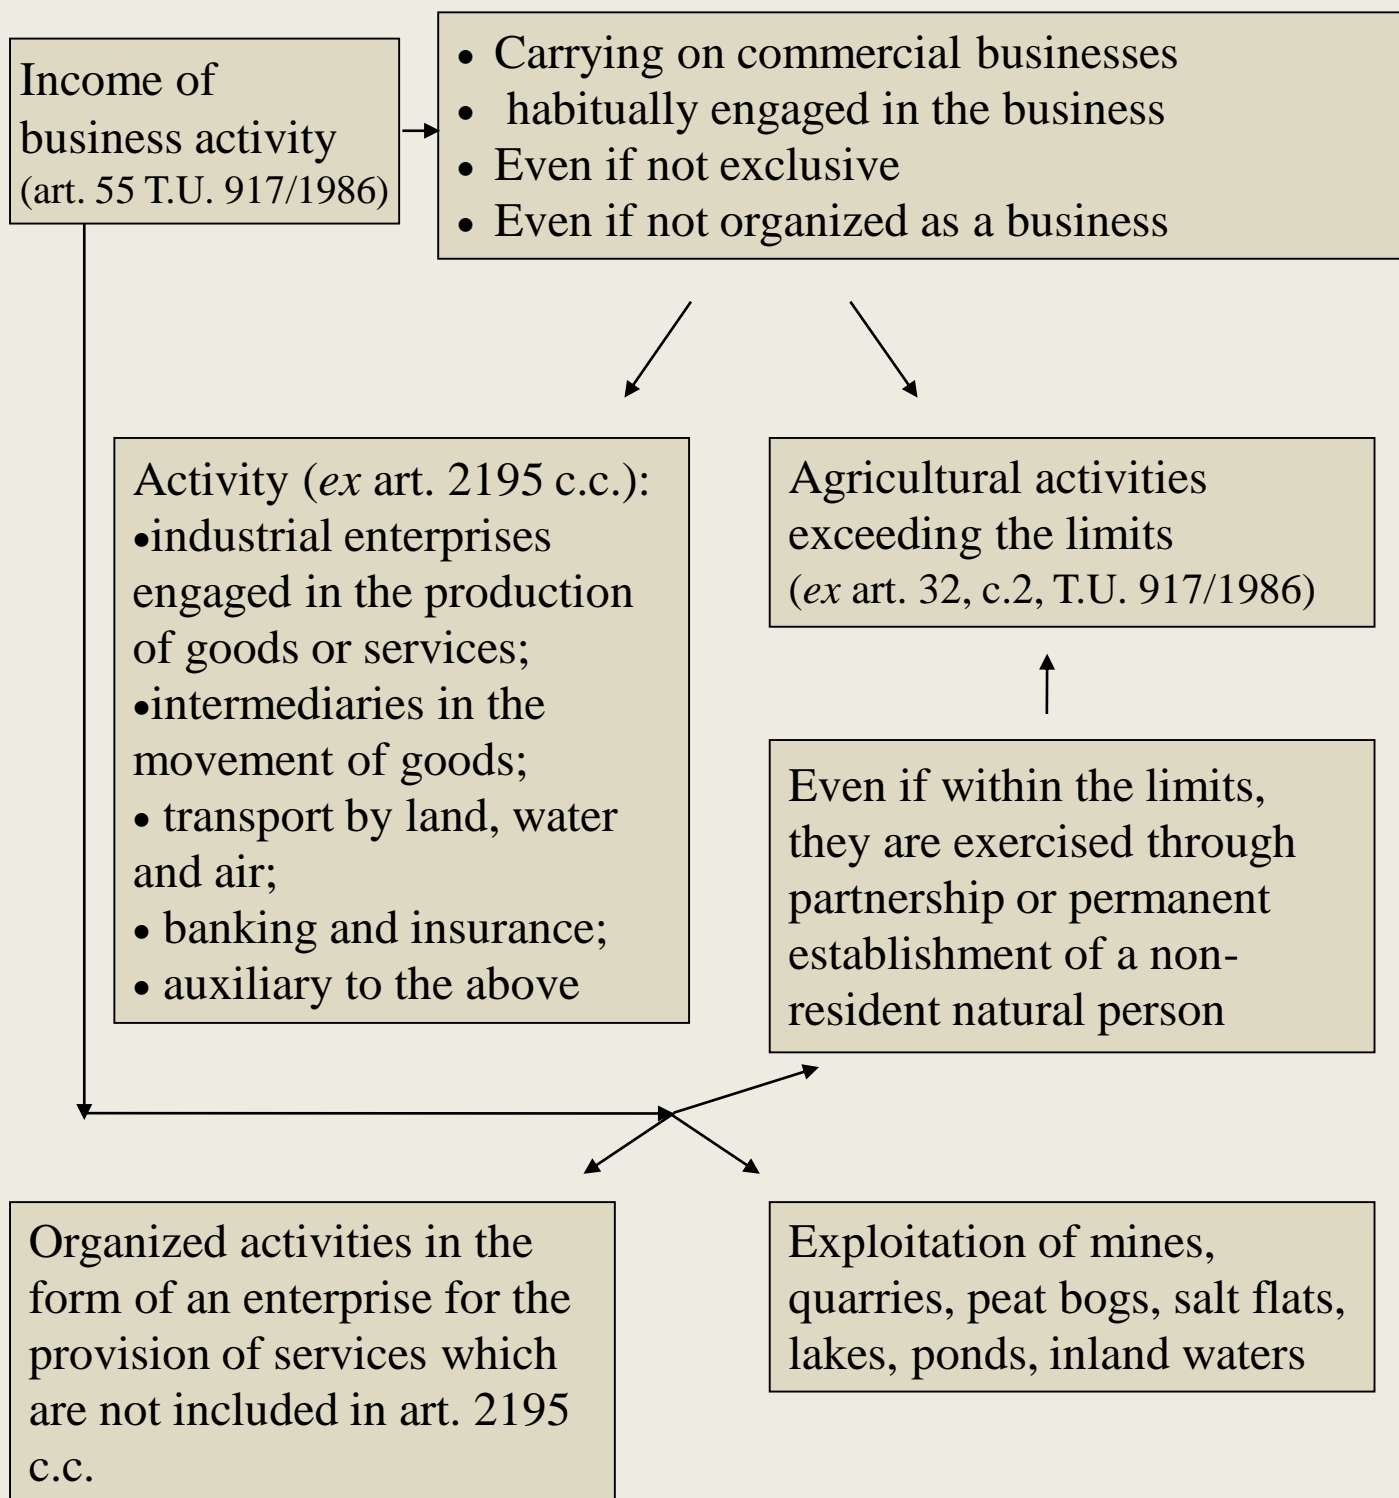 Income of
business activity
(art. 55 T.U. 917/1986)
• Carrying on commercial businesses
• habitually engaged in the business
• Even if not exclusive
• Even if not organized as a business
Activity (ex art. 2195 c.c.):
•industrial enterprises
engaged in the production
of goods or services;
•intermediaries in the
movement of goods;
• transport by land, water
and air;
• banking and insurance;
• auxiliary to the above
Agricultural activities
exceeding the limits
(ex art. 32, c.2, T.U. 917/1986)
Even if within the limits,
they are exercised through
partnership or permanent
establishment of a non-
resident natural person
Organized activities in the
form of an enterprise for the
provision of services which
are not included in art. 2195
c.c.
Exploitation of mines,
quarries, peat bogs, salt flats,
lakes, ponds, inland waters